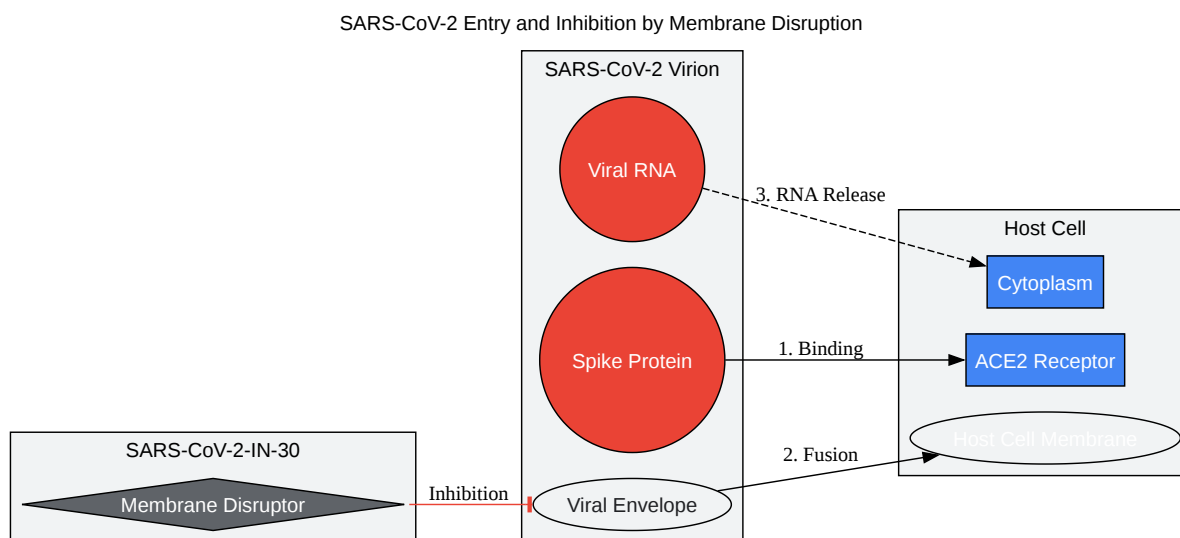 SARS-CoV-2 Entry and Inhibition by Membrane Disruption
SARS-CoV-2 Virion
Viral RNA
3. RNA Release
Host Cell
Cytoplasm
Spike Protein
1. Binding
ACE2 Receptor
Host Cell Membrane
2. Fusion
SARS-CoV-2-IN-30
Membrane Disruptor
Inhibition
Viral Envelope